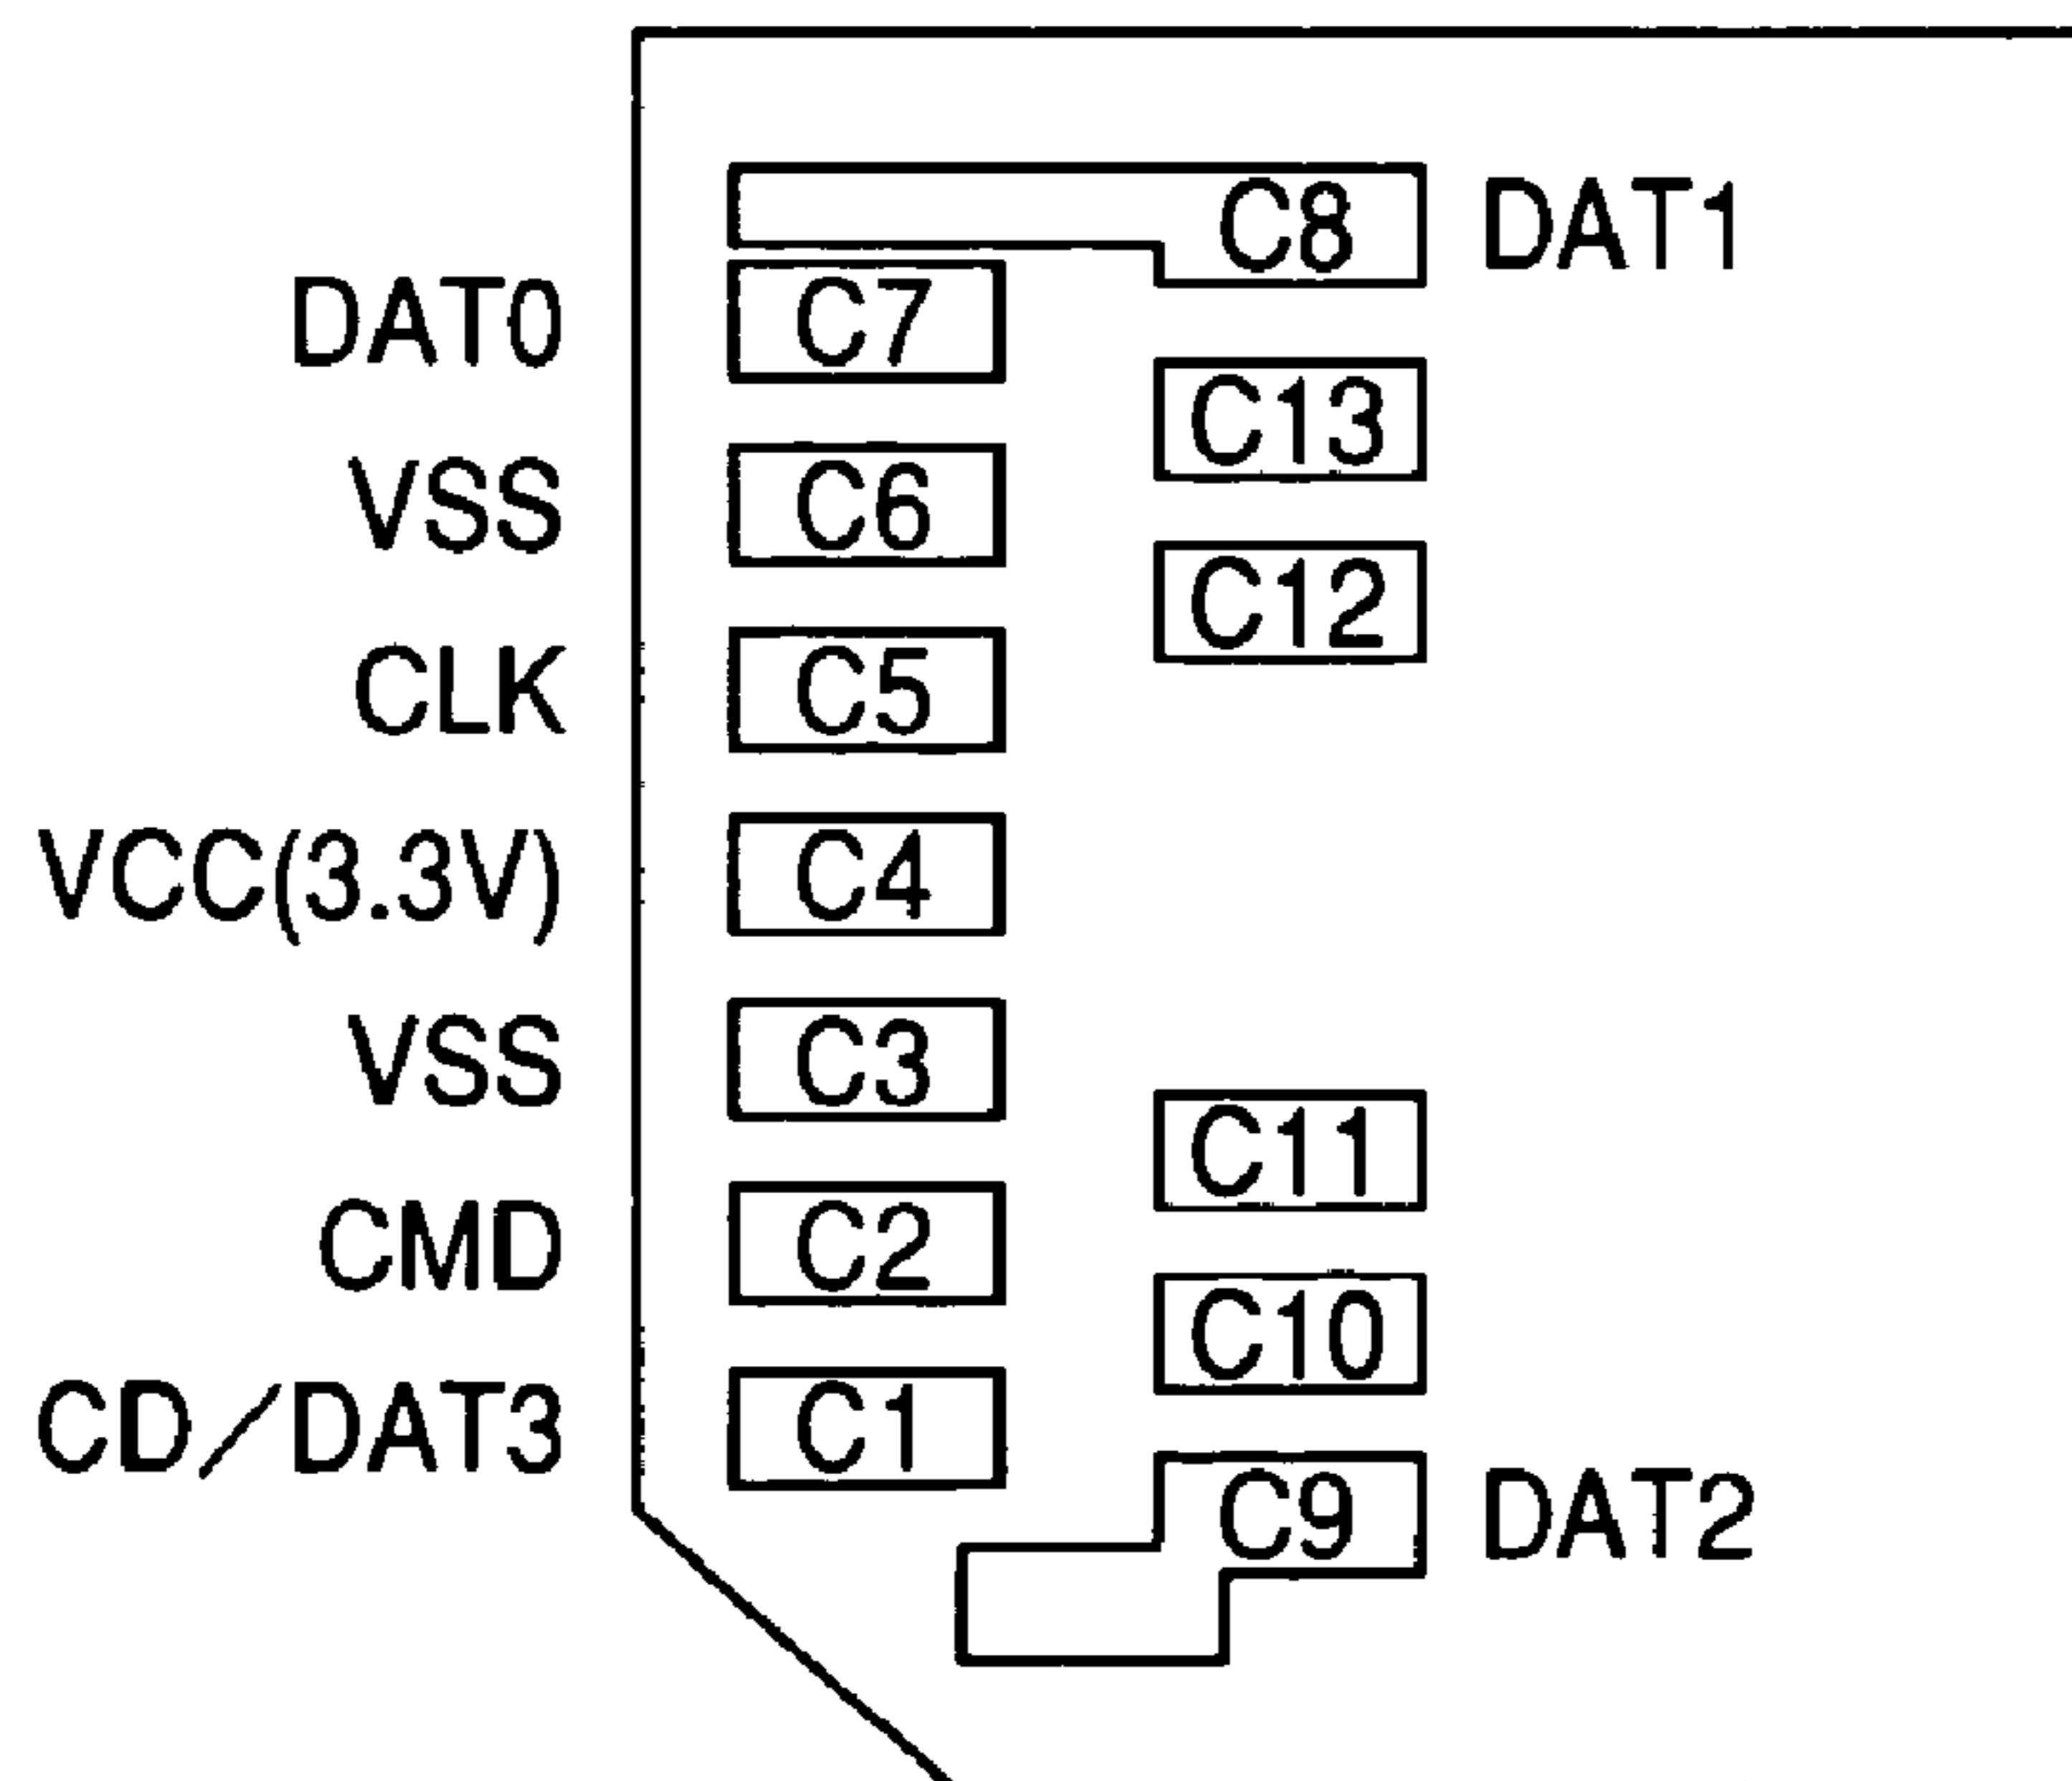 C8 DAT1
DAT0 C7
C13
VSS C6
C12
CLK C5
VCC(3.3V) C4
VSS C3
C11
CMD C2
C10
CD/DAT3 C1
C9 DAT2